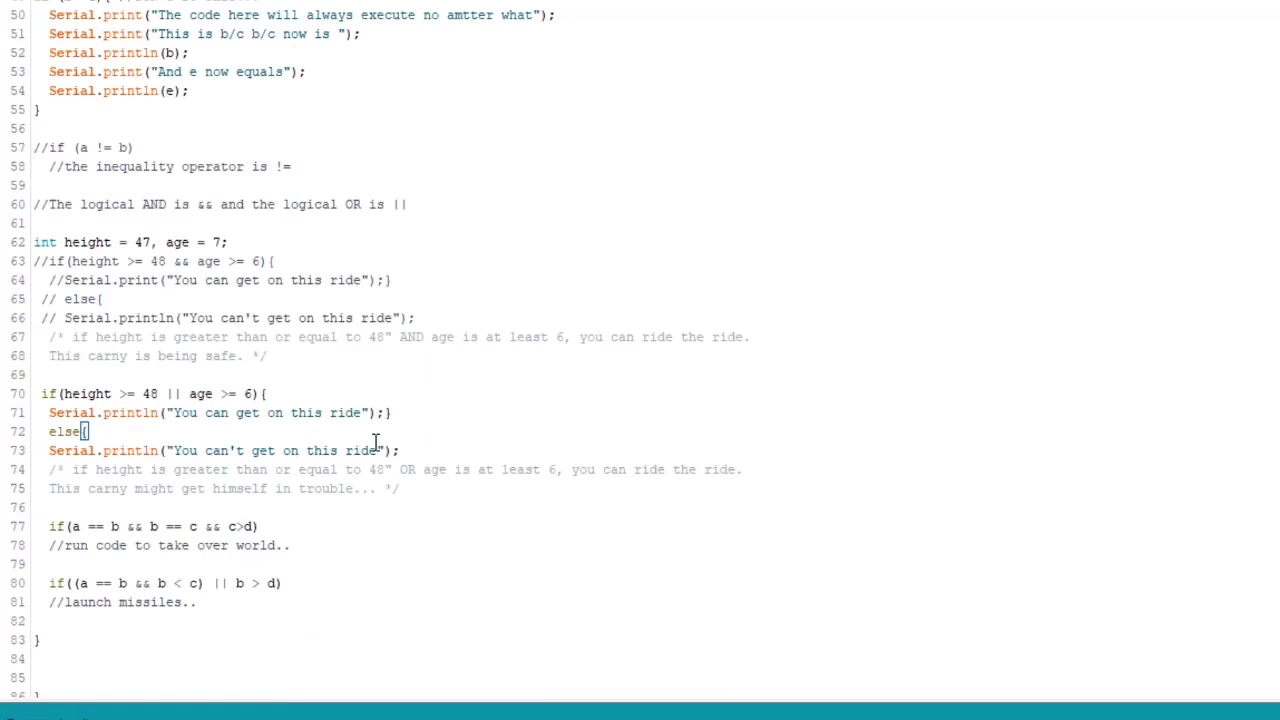 50 Serial.print("The code here will always execute no amtter what");
51 Serial.print("This is b/c b/c now is ");
52 Serial.println(b);
53 Serial.print("And e now equals");
54 Serial.println(e);
55 }
56
57 //if (a != b)
58 //the inequality operator is !=
59
60 //The logical AND is && and the logical OR is ||
61
62 int height = 47, age = 7;
63 //if(height >= 48 && age >= 6){
64 //Serial.print("You can get on this ride");}
65 // else{
66 // Serial.println("You can't get on this ride");
67 /* if height is greater than or equal to 48" AND age is at least 6, you can ride the ride.
68 This carny is being safe. */
69
70 if(height >= 48 || age >= 6){
71 Serial.println("You can get on this ride");}
72 else{
73 Serial.println("You can't get on this ride");
74 /* if height is greater than or equal to 48" OR age is at least 6, you can ride the ride.
75 This carny might get himself in trouble... */
76
77 if(a == b && b == c && c>d)
78 //run code to take over world..
79
80 if((a == b && b < c) || b > d)
81 //launch missiles..
82
83 }
84
85
86 }